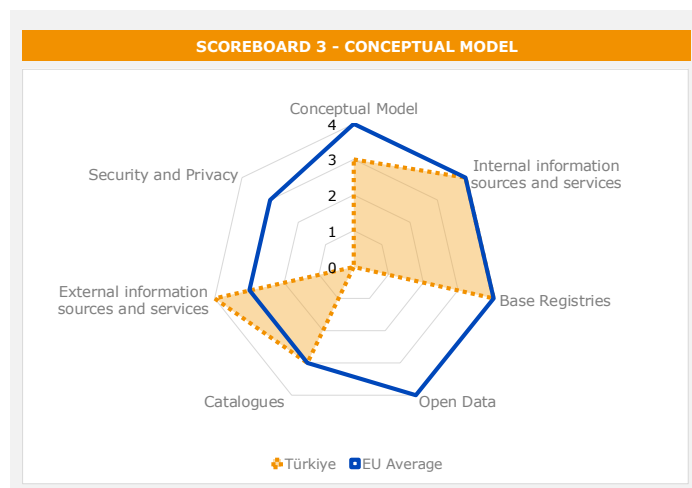 SCOREBOARD 3 - CONCEPTUAL MODEL
Conceptual Model
4
3
2
1
0
Internal information
sources and services
Base Registries
Open Data
Catalogues
External information
sources and services
Security and Privacy
Türkiye
EU Average